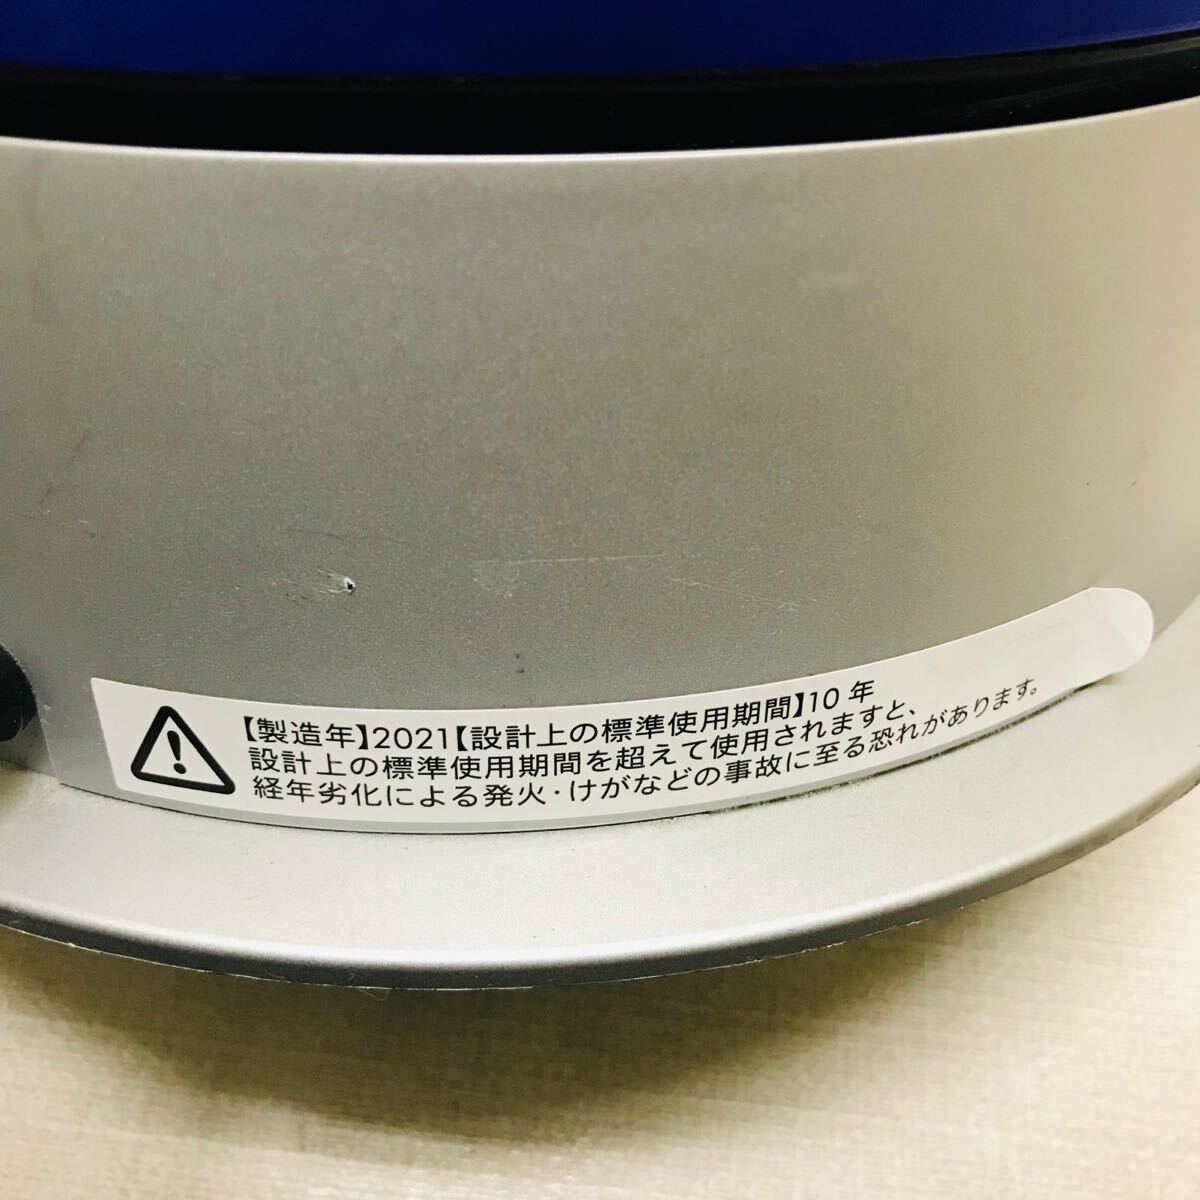 【製造年】2021【設計上の標準使用期間】10 年
設計上の標準使用期間を超えて使用されますと、
経年劣化による発火・けがなどの事故に至る恐れがあります。